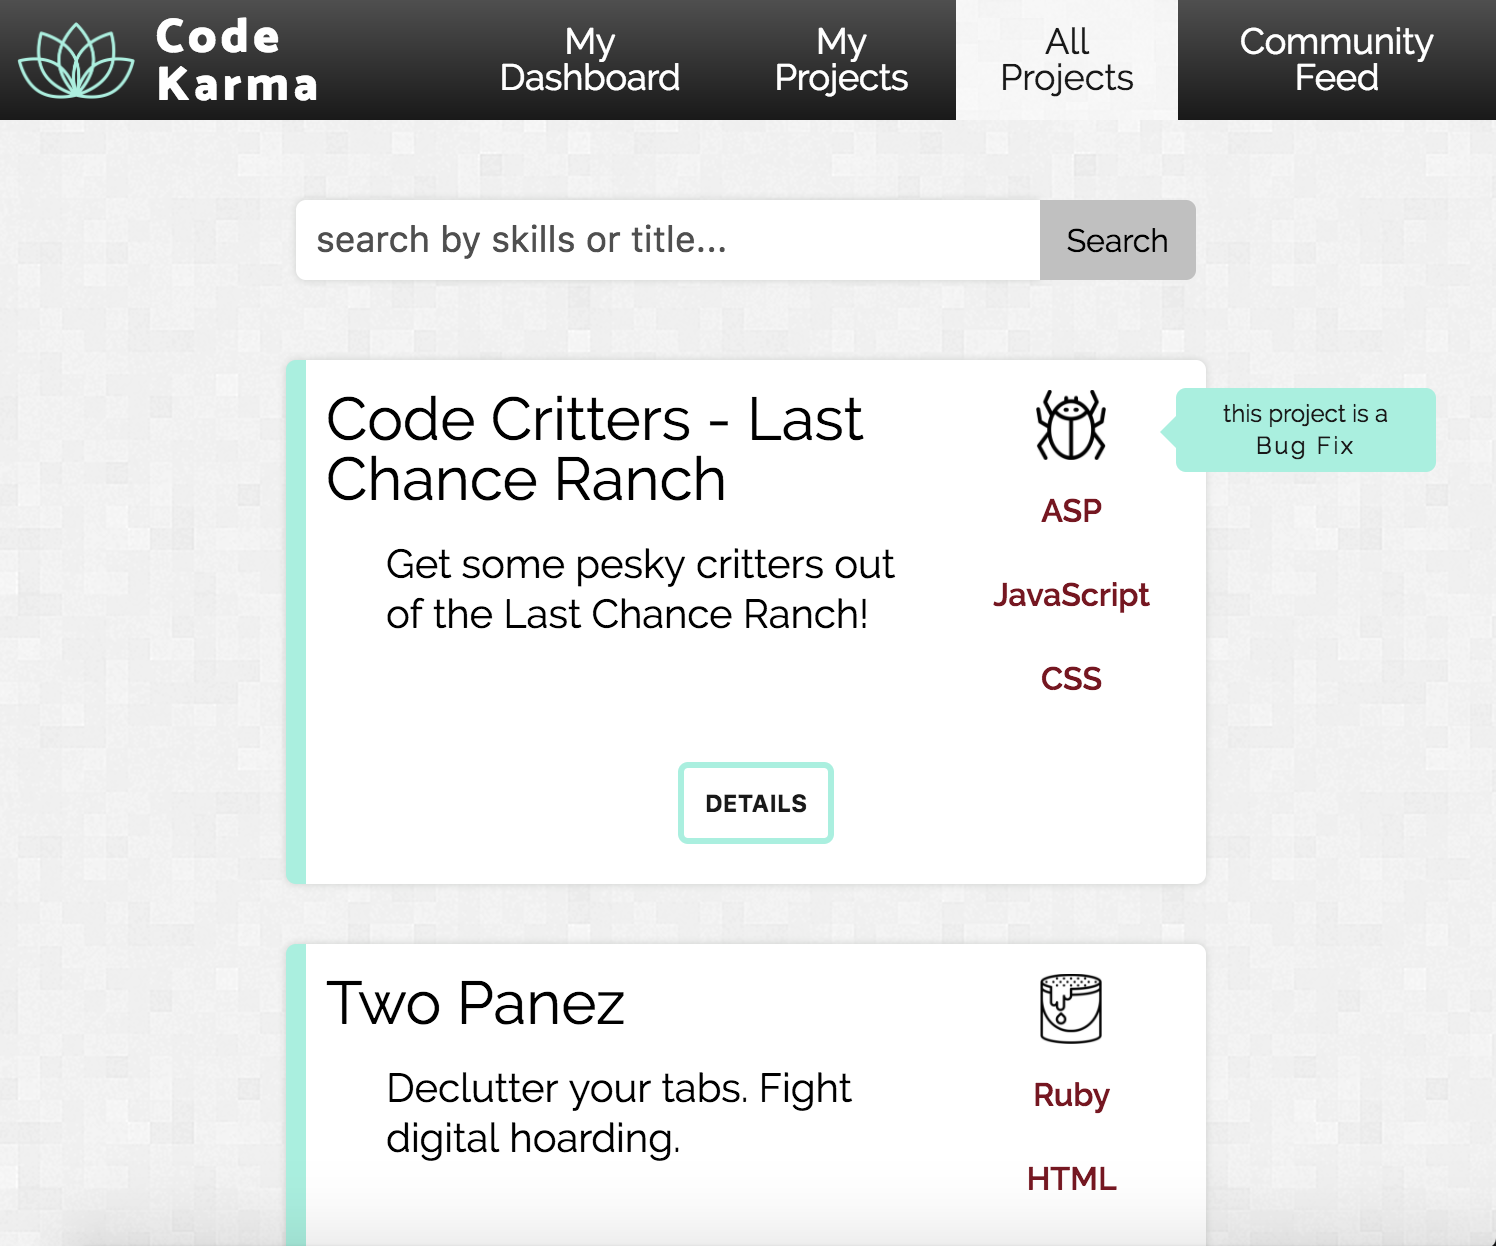 Code
Karma
My
Dashboard
My
Projects
All
Projects
Community
Feed
search by skills or title...
Search
Code Critters - Last
Chance Ranch
this project is a
Bug Fix
ASP
Get some pesky critters out
of the Last Chance Ranch!
JavaScript
CSS
DETAILS
Two Panez
Declutter your tabs. Fight
digital hoarding.
Ruby
HTML